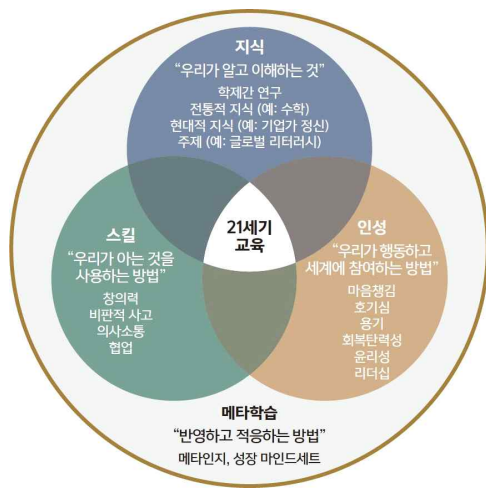 지식
“우리가 알고 이해하는 것”
학제간 연구
전통적 지식 (예: 수학)
현대적 지식 (예: 기업가 정신)
주제 (예: 글로벌 리터러시)
21세기
교육
스킬
“우리가 아는 것을
사용하는 방법”
창의력
비판적 사고
의사소통
협업
인성
“우리가 행동하고
세계에 참여하는 방법”
마음챙김
호기심
용기
회복탄력성
윤리성
리더십
메타학습
“반영하고 적응하는 방법”
메타인지, 성장 마인드세트